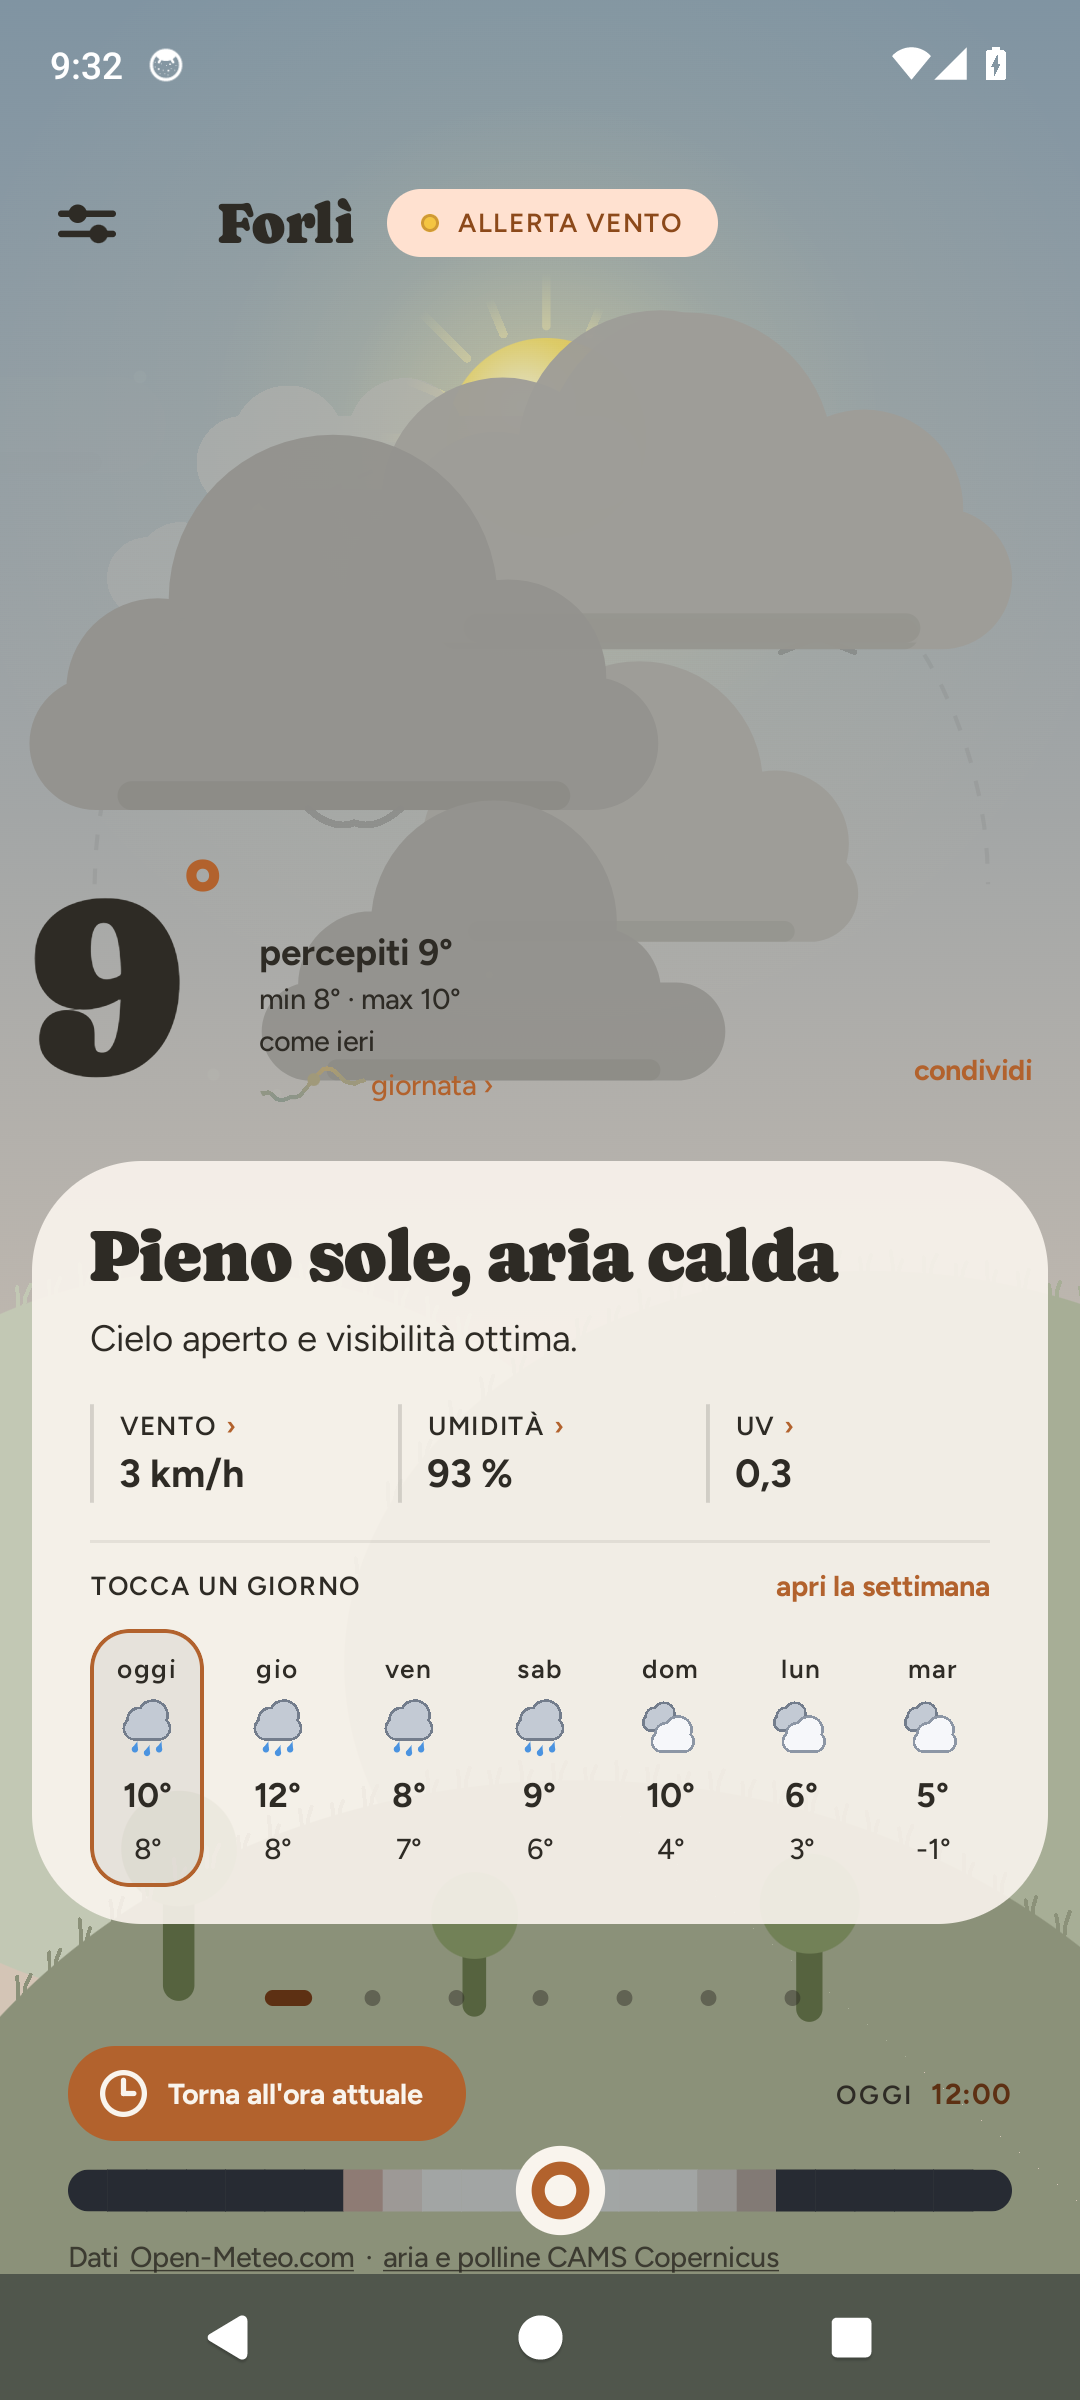 9:32
Forlì
ALLERTA VENTO
9°
percepiti 9°
min 8° · max 10°
come ieri
giornata ›
condividi
Pieno sole, aria calda
Cielo aperto e visibilità ottima.
VENTO › UMIDITÀ › UV ›
3 km/h 93 % 0,3
TOCCA UN GIORNO apri la settimana
oggi gio ven sab dom lun mar
10° 12° 8° 9° 10° 6° 5°
8° 8° 7° 6° 4° 3° -1°
Torna all'ora attuale
OGGI 12:00
Dati Open-Meteo.com · aria e polline CAMS Copernicus